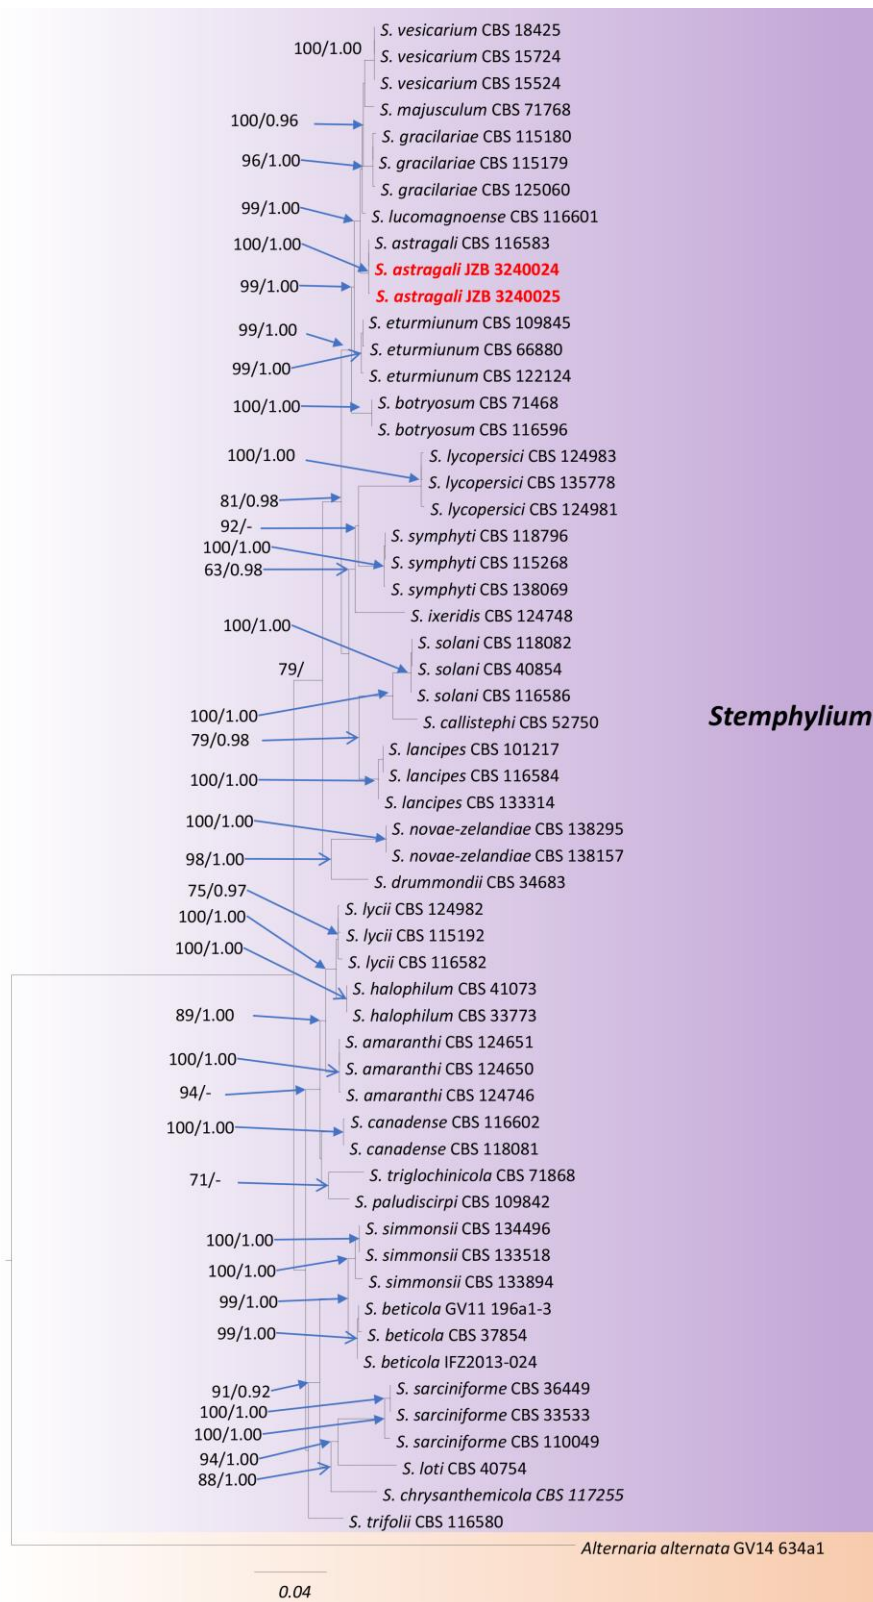 S. vesicarium CBS 18425
100/1.00
S. vesicarium CBS 15724
S. vesicarium CBS 15524
S. majusculum CBS 71768
100/0.96
S. gracilariae CBS 115180
96/1.00
S. gracilariae CBS 115179
S. gracilariae CBS 125060
99/1.00
S. lucomagnoense CBS 116601
100/1.00
S. astragali CBS 116583
S. astragali JZB 3240024
99/1.00
S. astragali JZB 3240025
S. eturmiunum CBS 109845
99/1.00
S. eturmiunum CBS 66880
99/1.00
S. eturmiunum CBS 122124
100/1.00
S. botryosum CBS 71468
S. botryosum CBS 116596
100/1.00
S. lycopersici CBS 124983
S. lycopersici CBS 135778
81/0.98
S. lycopersici CBS 124981
92/-
S. symphyti CBS 118796
100/1.00
S. symphyti CBS 115268
63/0.98
S. symphyti CBS 138069
S. ixeridis CBS 124748
100/1.00
S. solani CBS 118082
79/
S. solani CBS 40854
S. solani CBS 116586
100/1.00
S. callistephi CBS 52750
Stemphylium
79/0.98
S. lancipes CBS 101217
100/1.00
S. lancipes CBS 116584
S. lancipes CBS 133314
100/1.00
S. novae-zelandiae CBS 138295
98/1.00
S. novae-zelandiae CBS 138157
S. drummondii CBS 34683
75/0.97
S. lycii CBS 124982
100/1.00
S. lycii CBS 115192
100/1.00
S. lycii CBS 116582
S. halophilum CBS 41073
89/1.00
S. halophilum CBS 33773
S. amaranthi CBS 124651
100/1.00
S. amaranthi CBS 124650
94/-
S. amaranthi CBS 124746
S. canadense CBS 116602
100/1.00
S. canadense CBS 118081
71/-
S. triglochinicola CBS 71868
S. paludiscirpi CBS 109842
S. simmonsii CBS 134496
100/1.00
S. simmonsii CBS 133518
100/1.00
S. simmonsii CBS 133894
99/1.00
S. beticola GV11 196a1-3
99/1.00
S. beticola CBS 37854
S. beticola IFZ2013-024
91/0.92
S. sarciniforme CBS 36449
100/1.00
S. sarciniforme CBS 33533
100/1.00
S. sarciniforme CBS 110049
94/1.00
S. loti CBS 40754
88/1.00
S. chrysanthemicola CBS 117255
S. trifolii CBS 116580
Alternaria alternata GV14 634a1
0.04